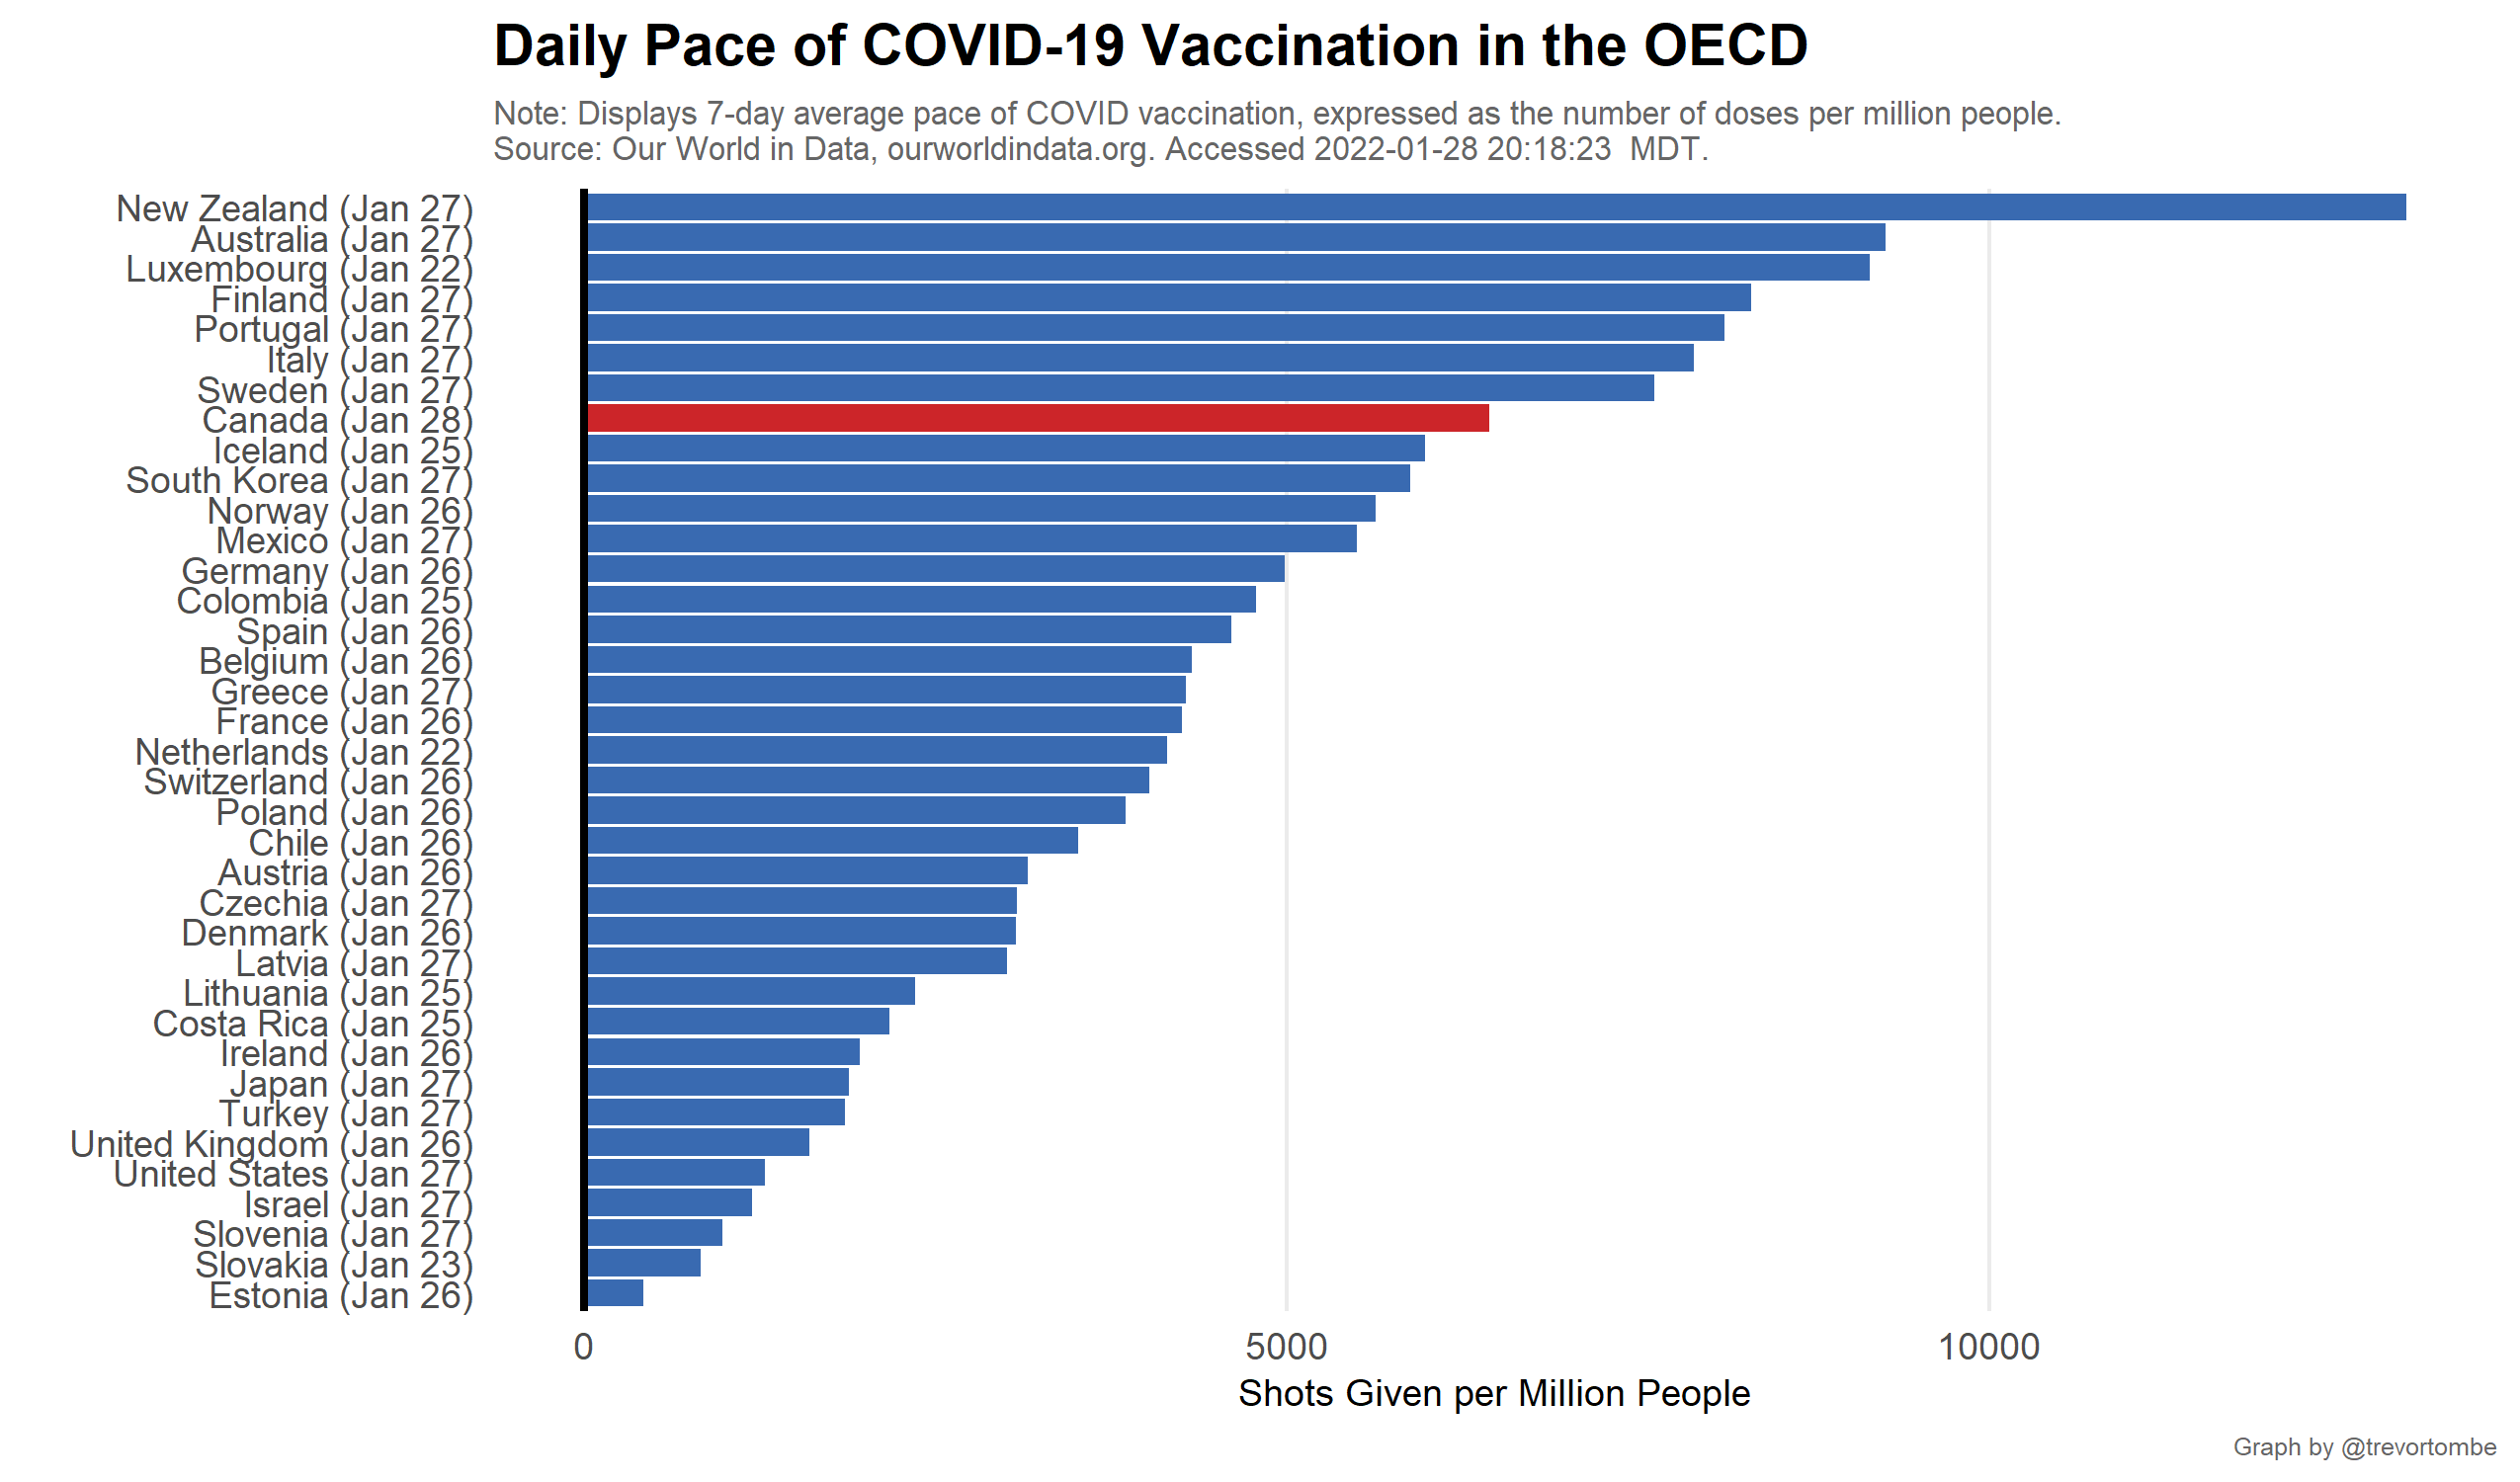 Daily Pace of COVID-19 Vaccination in the OECD
Note: Displays 7-day average pace of COVID vaccination, expressed as the number of doses per million people.
Source: Our World in Data, ourworldindata.org. Accessed 2022-01-28 20:18:23  MDT.
New Zealand (Jan 27)
Australia (Jan 27)
Luxembourg (Jan 22)
Finland (Jan 27)
Portugal (Jan 27)
Italy (Jan 27)
Sweden (Jan 27)
Canada (Jan 28)
Iceland (Jan 25)
South Korea (Jan 27)
Norway (Jan 26)
Mexico (Jan 27)
Germany (Jan 26)
Colombia (Jan 25)
Spain (Jan 26)
Belgium (Jan 26)
Greece (Jan 27)
France (Jan 26)
Netherlands (Jan 22)
Switzerland (Jan 26)
Poland (Jan 26)
Chile (Jan 26)
Austria (Jan 26)
Czechia (Jan 27)
Denmark (Jan 26)
Latvia (Jan 27)
Lithuania (Jan 25)
Costa Rica (Jan 25)
Ireland (Jan 26)
Japan (Jan 27)
Turkey (Jan 27)
United Kingdom (Jan 26)
United States (Jan 27)
Israel (Jan 27)
Slovenia (Jan 27)
Slovakia (Jan 23)
Estonia (Jan 26)
0 5000 10000
Shots Given per Million People
Graph by @trevortombe